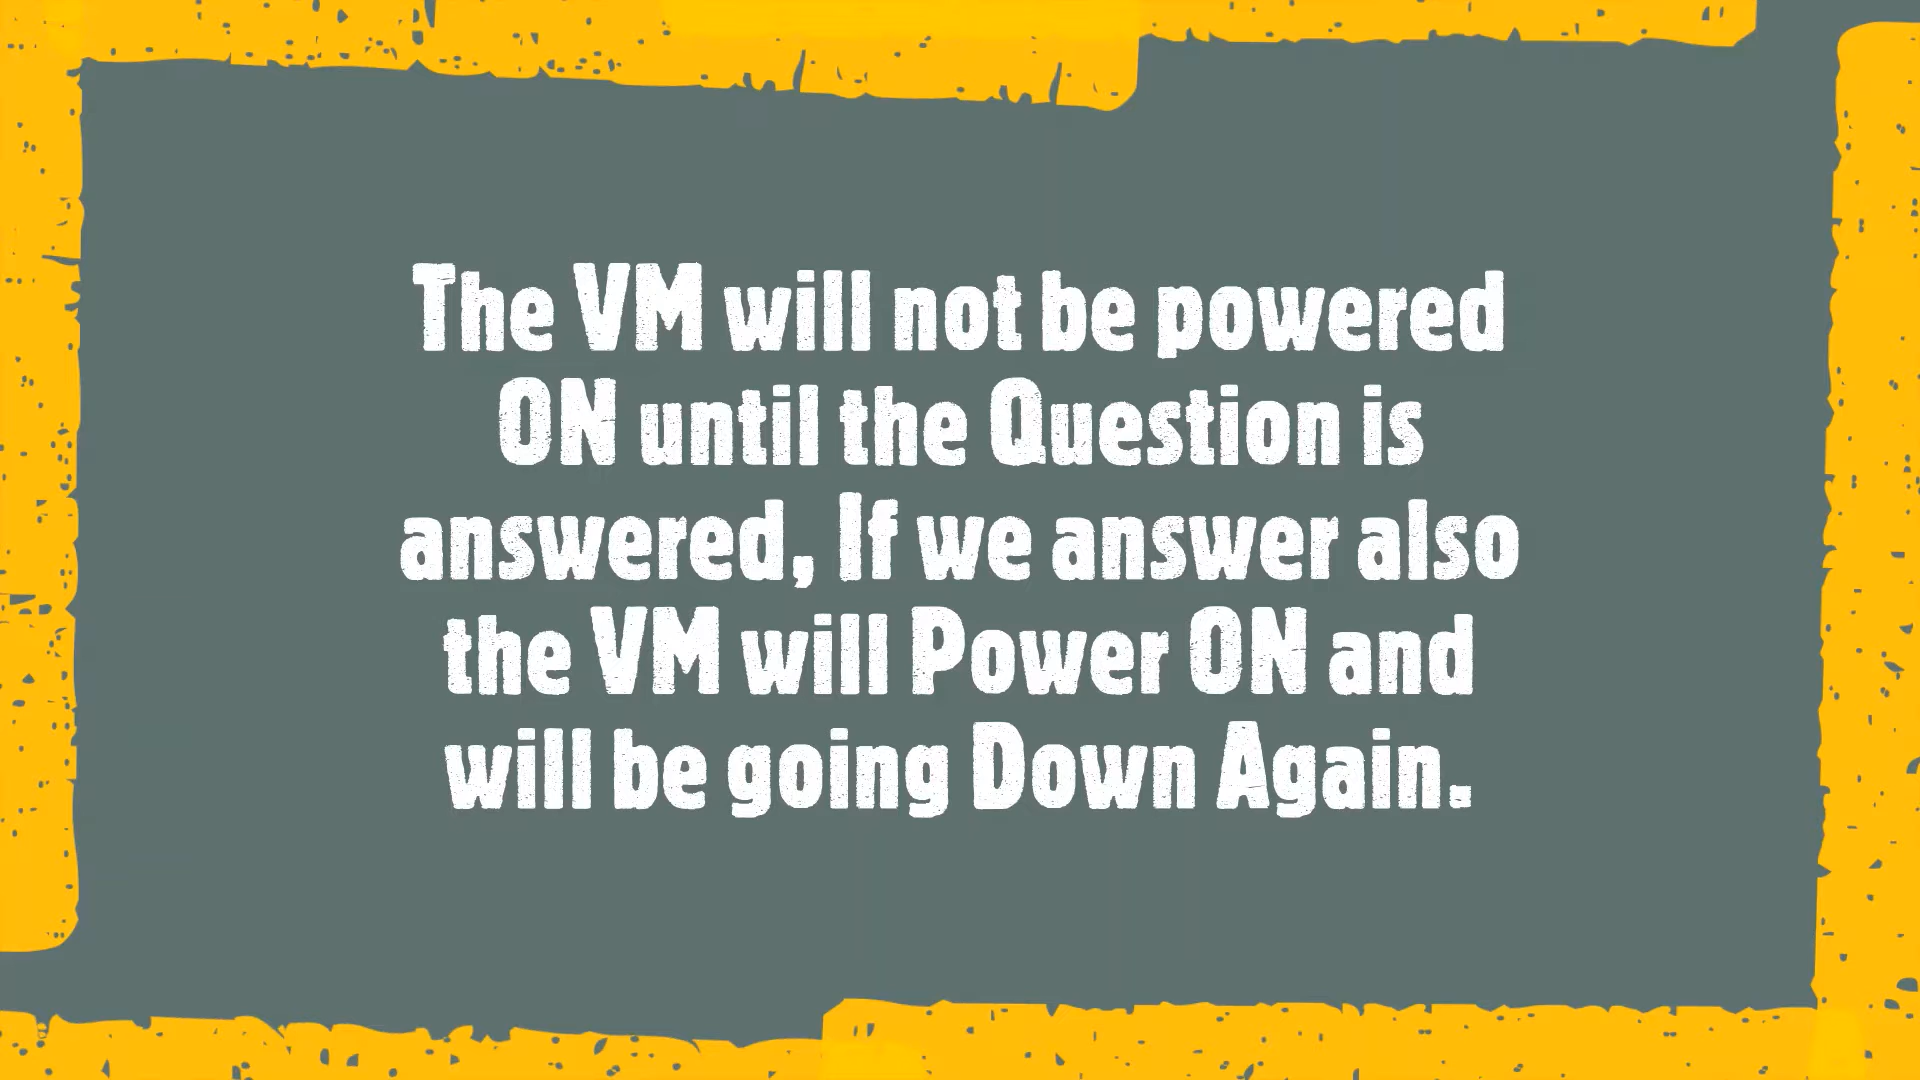 The VM will not be powered
ON until the Question is
answered, If we answer also
the VM will Power ON and
will be going Down Again.